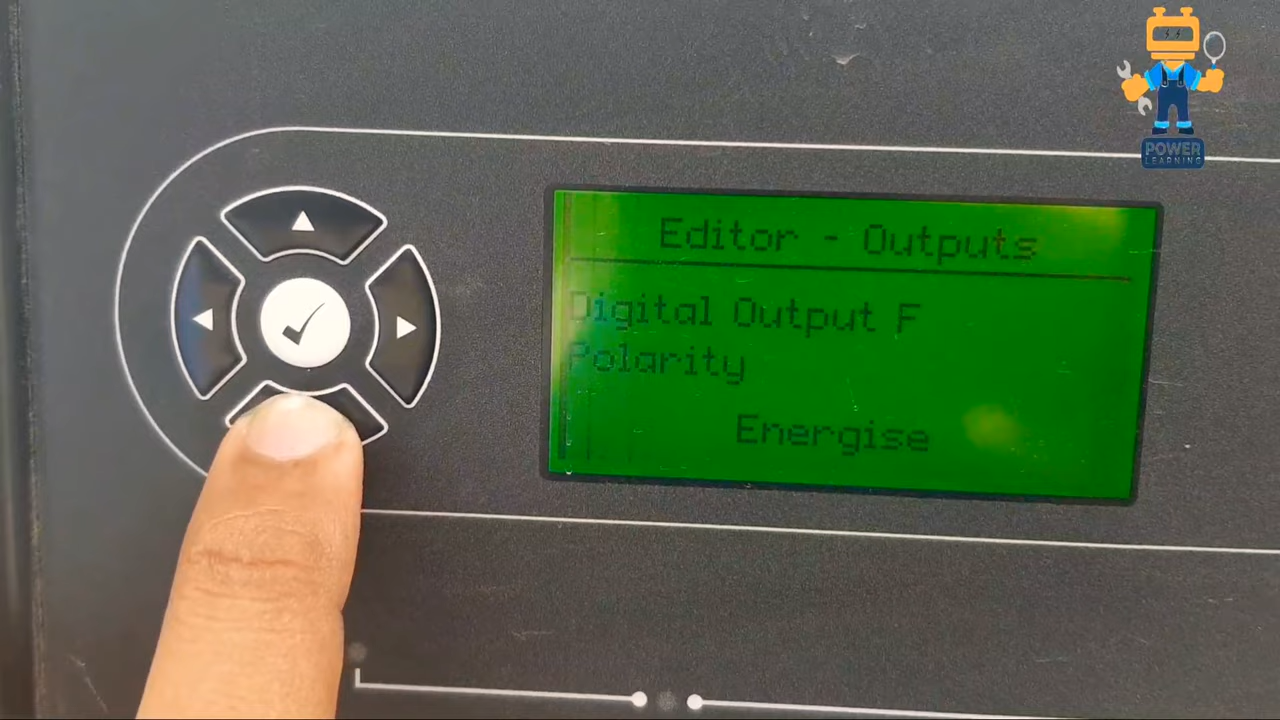 POWER
LEARNING
Editor - Outputs
Digital Output F
Polarity
Energise